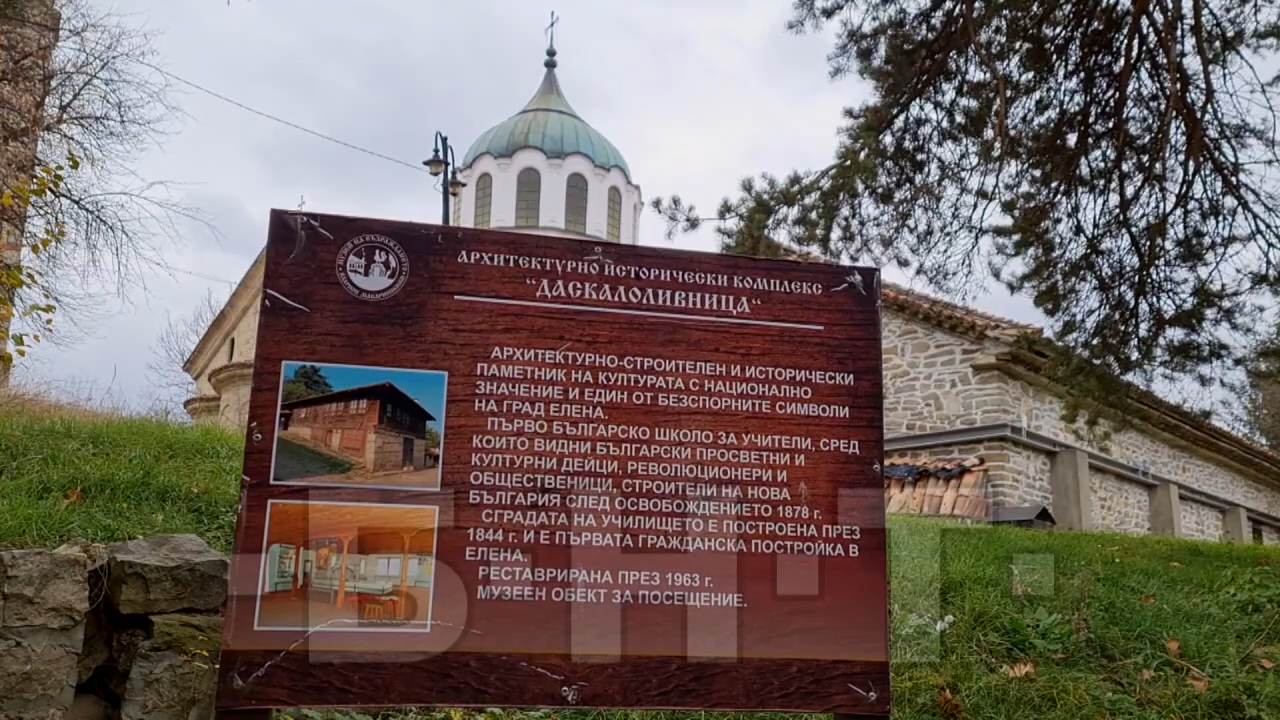 МУЗЕЙ НА ВЪЗРАЖДАНЕТО
АРХИТЕКТУРНО ИСТОРИЧЕСКИ КОМПЛЕКС
"ДАСКАЛОЛИВНИЦА"
АРХИТЕКТУРНО-СТРОИТЕЛЕН И ИСТОРИЧЕСКИ
ПАМЕТНИК НА КУЛТУРАТА С НАЦИОНАЛНО
ЗНАЧЕНИЕ И ЕДИН ОТ БЕЗСПОРНИТЕ СИМВОЛИ
НА ГРАД ЕЛЕНА.
ПЪРВО БЪЛГАРСКО ШКОЛО ЗА УЧИТЕЛИ, СРЕД
КОИТО ВИДНИ БЪЛГАРСКИ ПРОСВЕТНИ И
КУЛТУРНИ ДЕЙЦИ, РЕВОЛЮЦИОНЕРИ И
ОБЩЕСТВЕНИЦИ, СТРОИТЕЛИ НА НОВА
БЪЛГАРИЯ СЛЕД ОСВОБОЖДЕНИЕТО 1878 г.
СГРАДАТА НА УЧИЛИЩЕТО Е ПОСТРОЕНА ПРЕЗ
1844 г. И Е ПЪРВАТА ГРАЖДАНСКА ПОСТРОЙКА В
ЕЛЕНА.
РЕСТАВРИРАНА ПРЕЗ 1963 г.
МУЗЕЕН ОБЕКТ ЗА ПОСЕЩЕНИЕ.